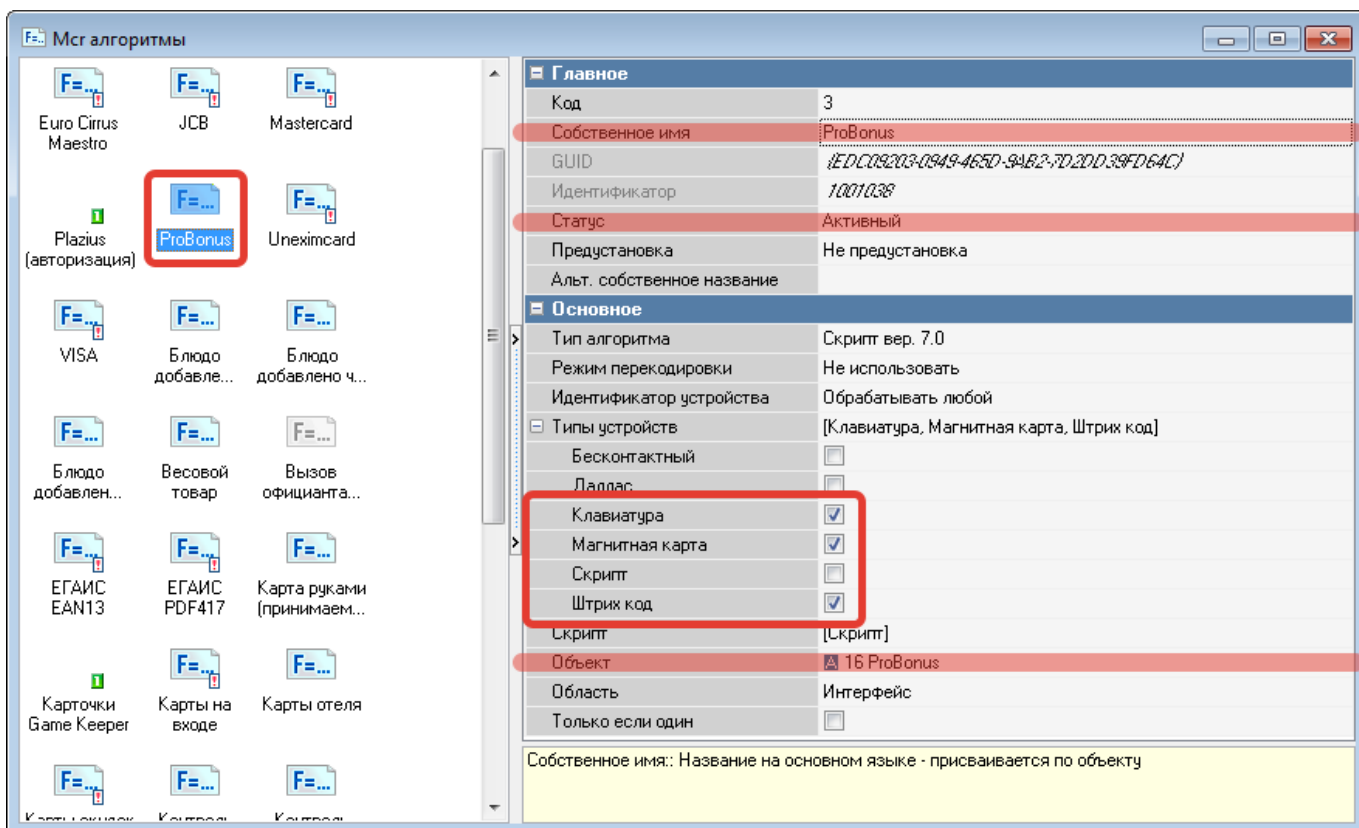 Mcr алгоритмы
Euro Cirrus
Maestro
JCB
Mastercard
Plazius
(авторизация)
ProBonus
Uneximcard
VISA
Блюдо
добавле...
Блюдо
добавлено ч...
Блюдо
добавлен...
Весовой
товар
Вызов
официанта...
ЕГАИС
EAN13
ЕГАИС
PDF417
Карта руками
(принимаем...
Карточки
Game Keeper
Карты на
входе
Карты отеля
Карты скидок
Контроль
Контроль
Главное
Код 3
Собственное имя ProBonus
GUID {EDC09203-0949-465D-9AB2-7D2DD39FD64C}
Идентификатор 1001038
Статус Активный
Предустановка Не предустановка
Альт. собственное название
Основное
Тип алгоритма Скрипт вер. 7.0
Режим перекодировки Не использовать
Идентификатор устройства Обрабатывать любой
Типы устройств [Клавиатура, Магнитная карта, Штрих код]
Бесконтактный
Даллас
Клавиатура
Магнитная карта
Скрипт
Штрих код
Скрипт [Скрипт]
Объект A 16 ProBonus
Область Интерфейс
Только если один
Собственное имя:: Название на основном языке - присваивается по объекту